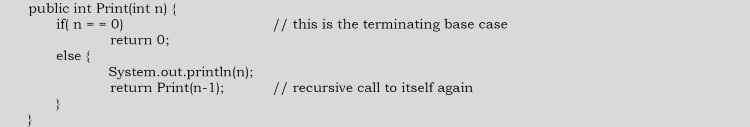 public int Print(int n) {
if( n = = 0) // this is the terminating base case
return 0;
else {
System.out.println(n);
return Print(n-1); // recursive call to itself again
}
}